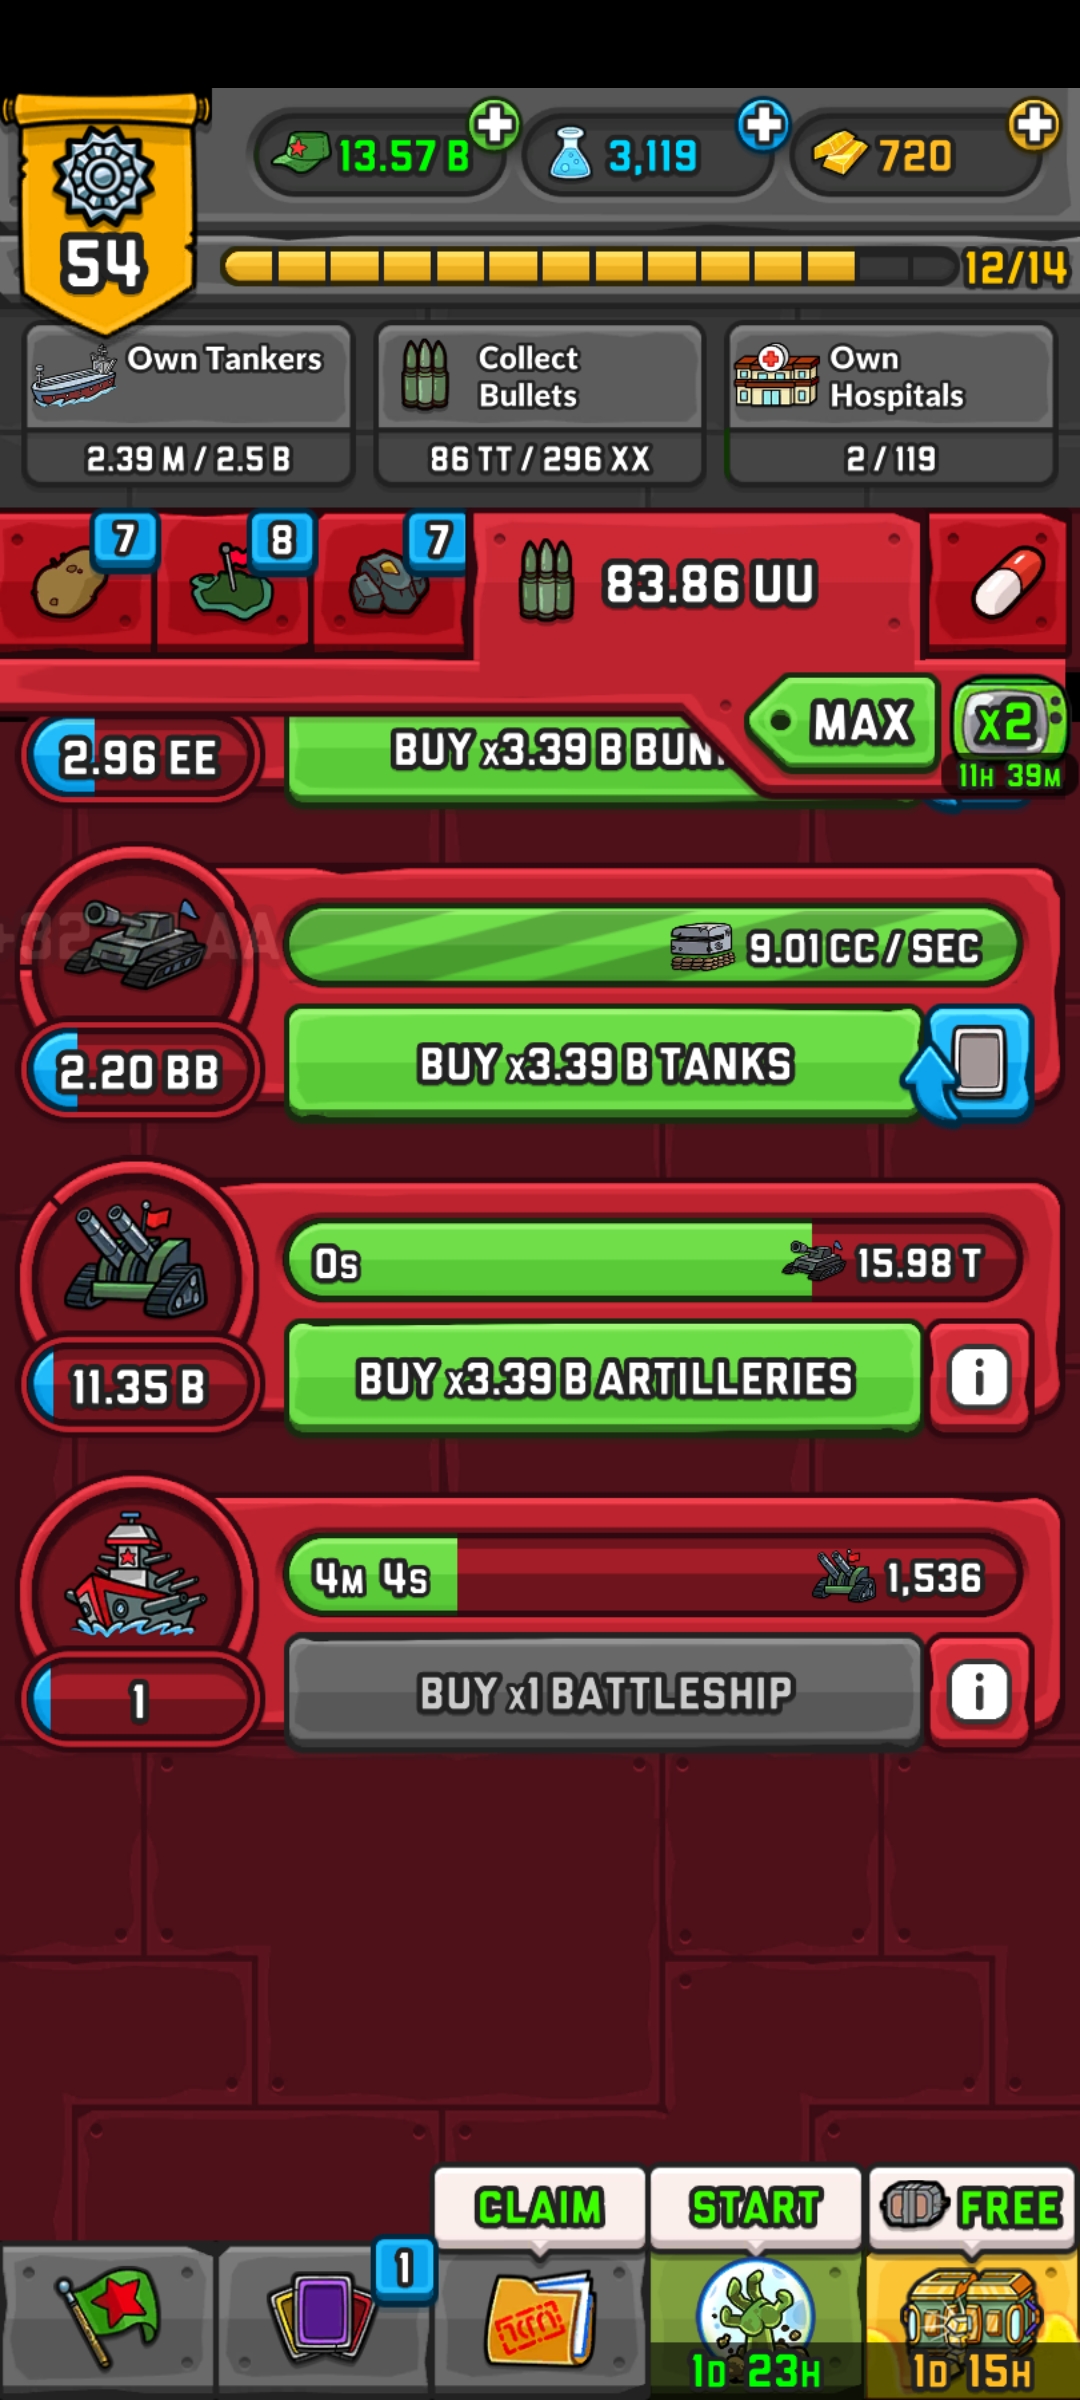 13.57 B
3,119
720
54
12/14
Own Tankers
2.39 M / 2.5 B
Collect
Bullets
86 TT / 296 XX
Own
Hospitals
2 / 119
7
8
7
83.86 UU
MAX
x2
11H 39M
2.96 EE
BUY x3.39 B BUN
9.01 CC / SEC
2.20 BB
BUY x3.39 B TANKS
0s
15.98 T
11.35 B
BUY x3.39 B ARTILLERIES
i
4M 4s
1,536
1
BUY x1 BATTLESHIP
i
CLAIM
START
FREE
1
1D 23H
1D 15H